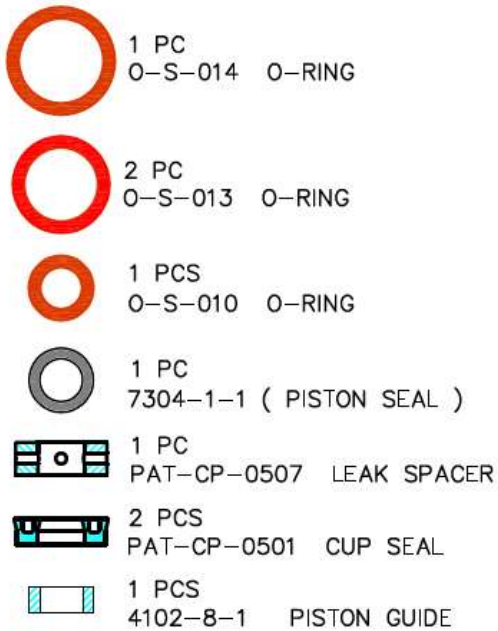 1 PC
O-S-014 O-RING
2 PC
O-S-013 O-RING
1 PCS
O-S-010 O-RING
1 PC
7304-1-1 ( PISTON SEAL )
1 PC
PAT-CP-0507 LEAK SPACER
2 PCS
PAT-CP-0501 CUP SEAL
1 PCS
4102-8-1 PISTON GUIDE